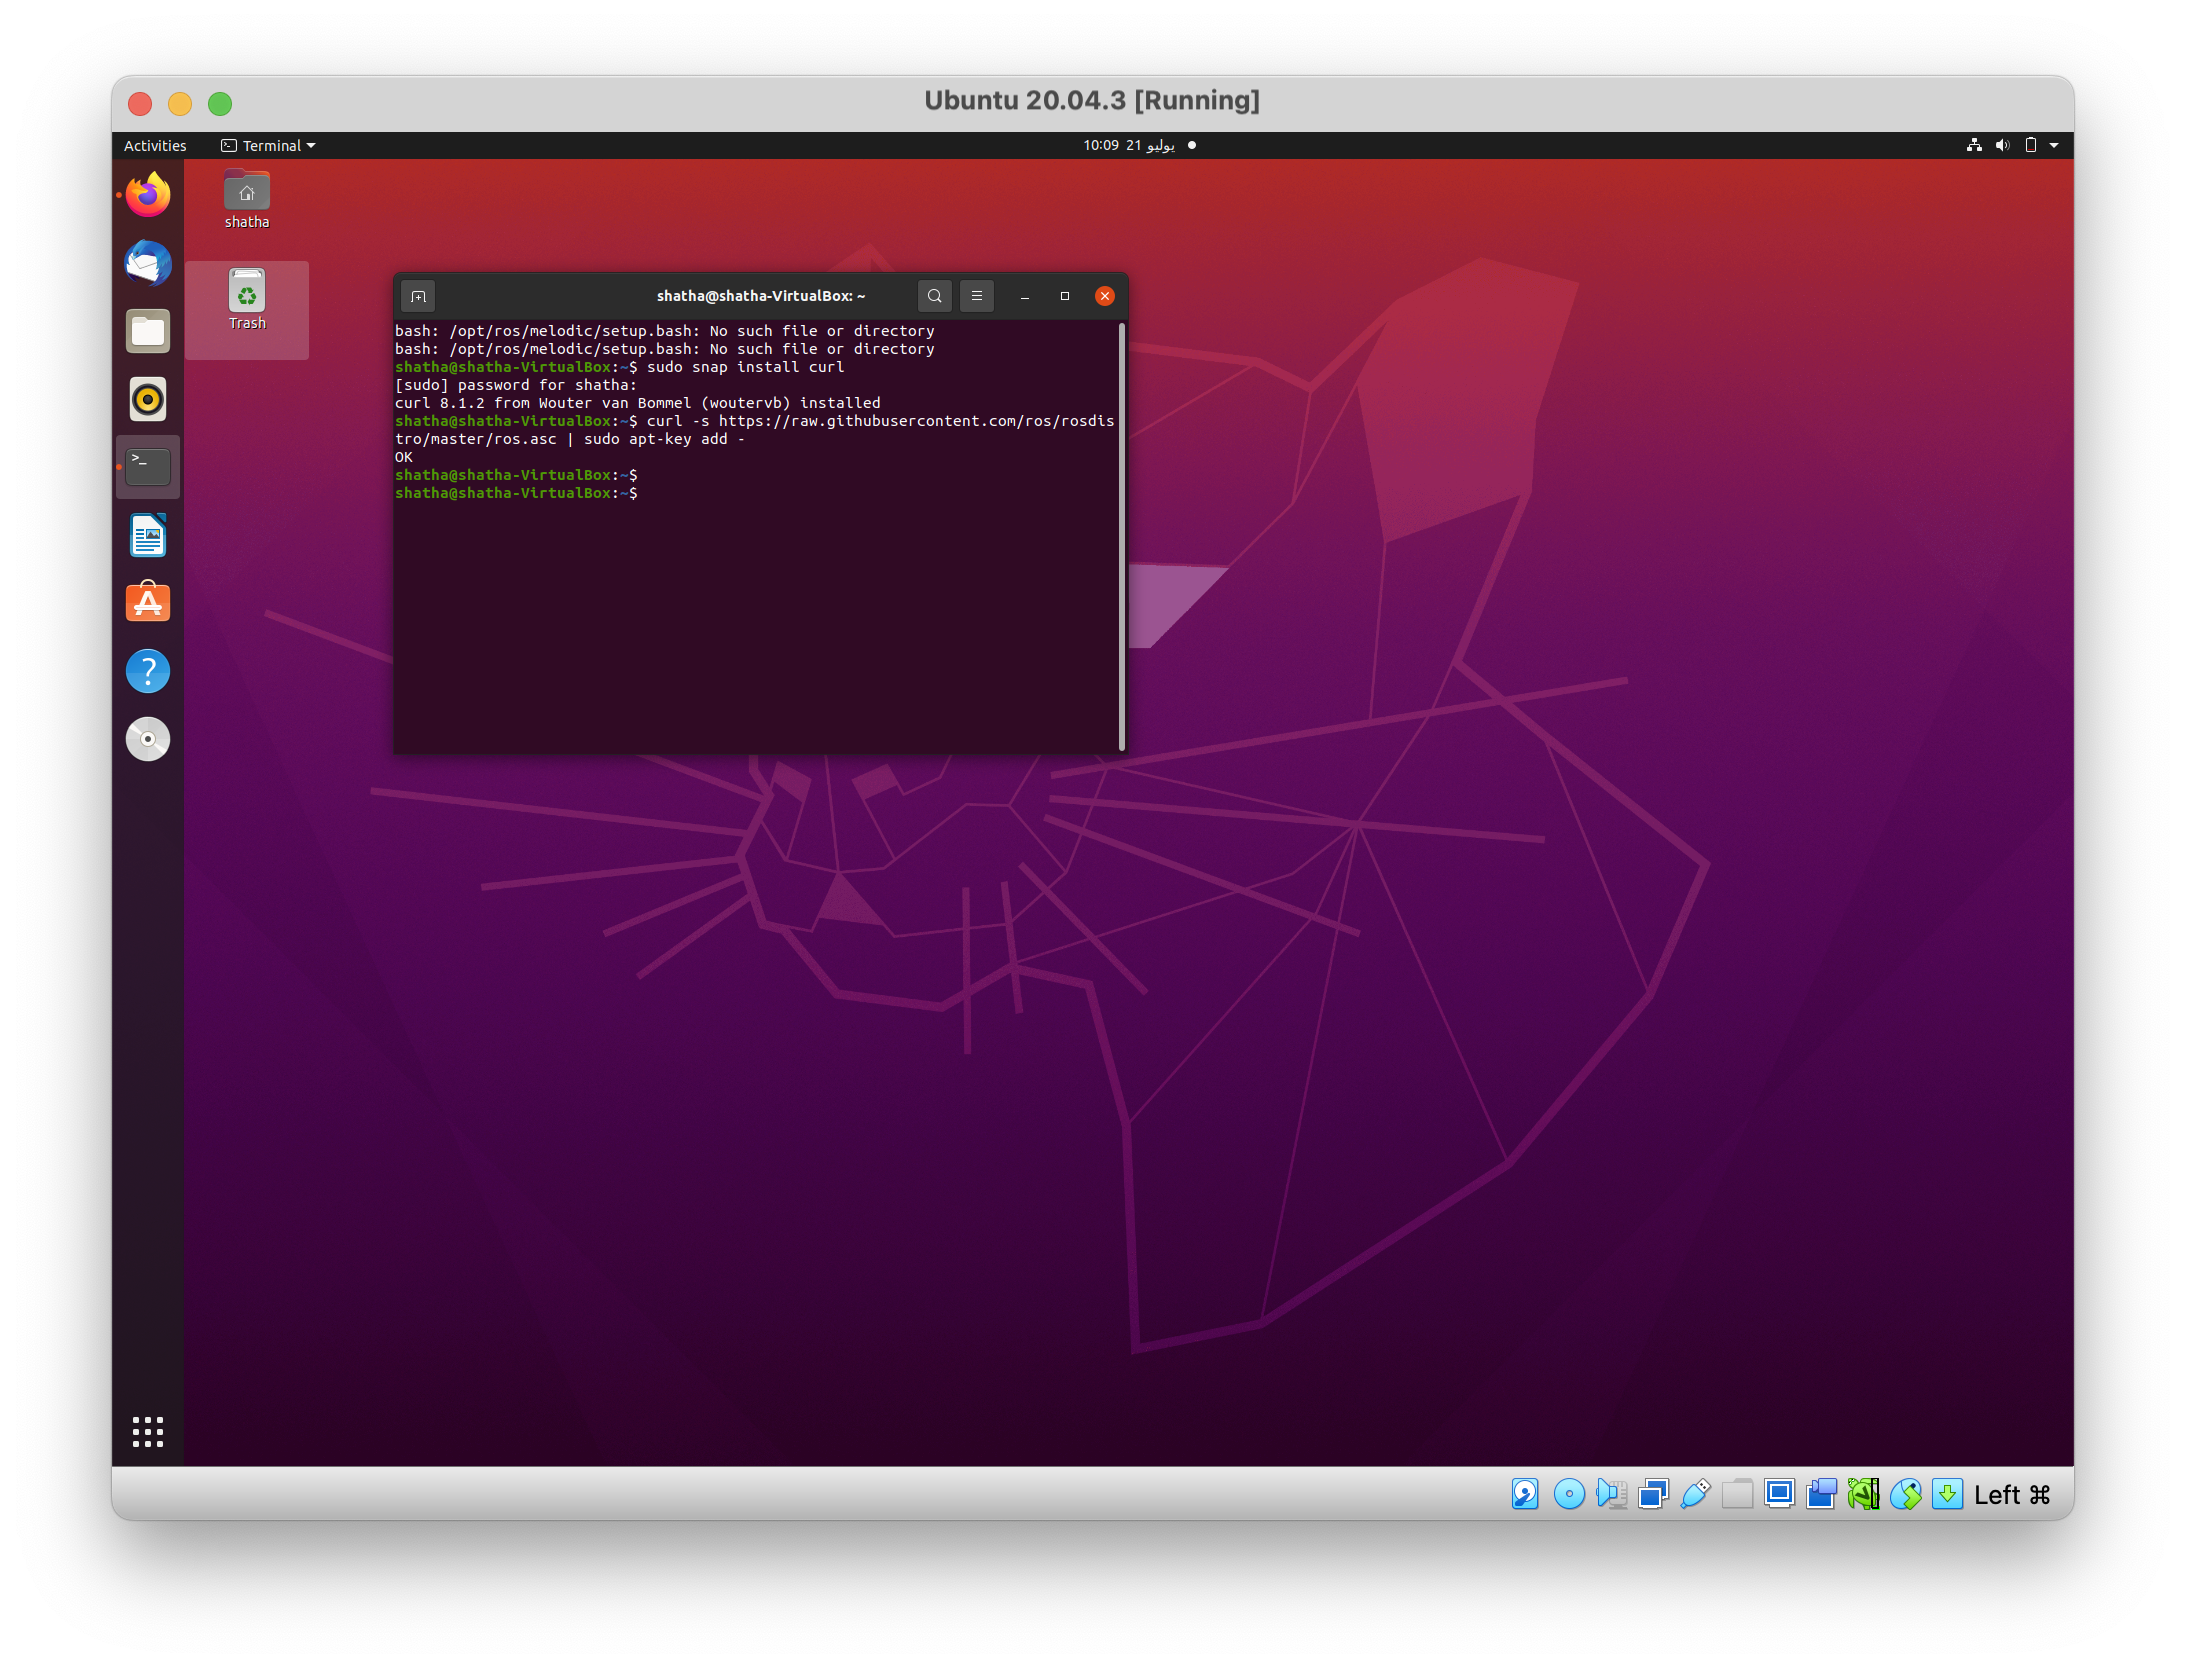 Ubuntu 20.04.3 [Running]
Activities
Terminal
10:09 21 يوليو
shatha
Trash
shatha@shatha-VirtualBox: ~
bash: /opt/ros/melodic/setup.bash: No such file or directory
bash: /opt/ros/melodic/setup.bash: No such file or directory
shatha@shatha-VirtualBox:~$ sudo snap install curl
[sudo] password for shatha:
curl 8.1.2 from Wouter van Bommel (woutervb) installed
shatha@shatha-VirtualBox:~$ curl -s https://raw.githubusercontent.com/ros/rosdis
tro/master/ros.asc | sudo apt-key add -
OK
shatha@shatha-VirtualBox:~$
shatha@shatha-VirtualBox:~$
Left ⌘